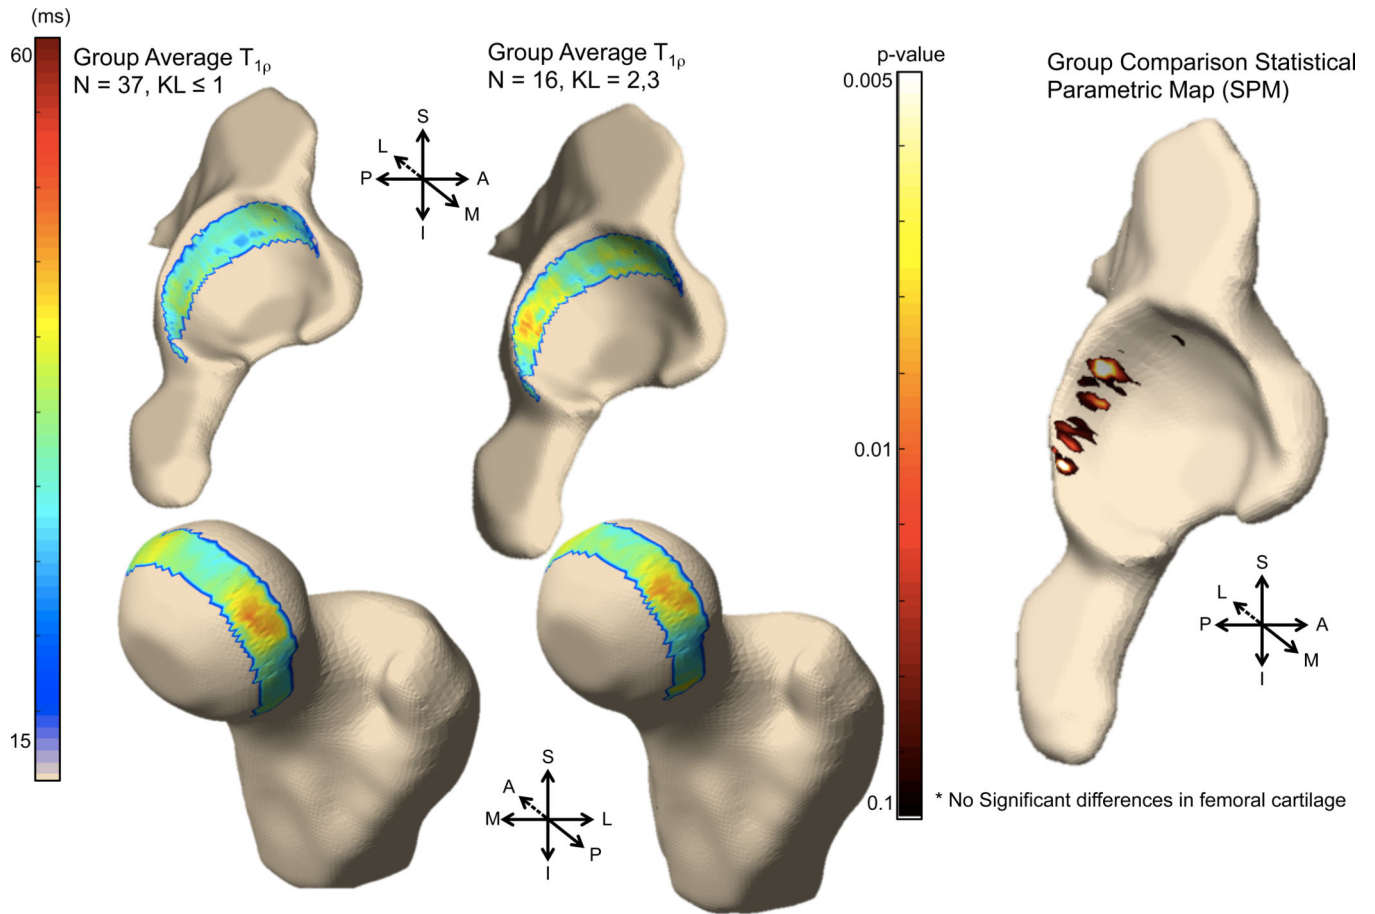 (ms)
60
15
Group Average T1ρ
N = 37, KL ≤ 1
Group Average T1ρ
N = 16, KL = 2,3
S
L
P
A
M
I
p-value
0.005
0.01
0.1
Group Comparison Statistical
Parametric Map (SPM)
S
L
P
A
M
I
S
A
M
L
P
I
* No Significant differences in femoral cartilage